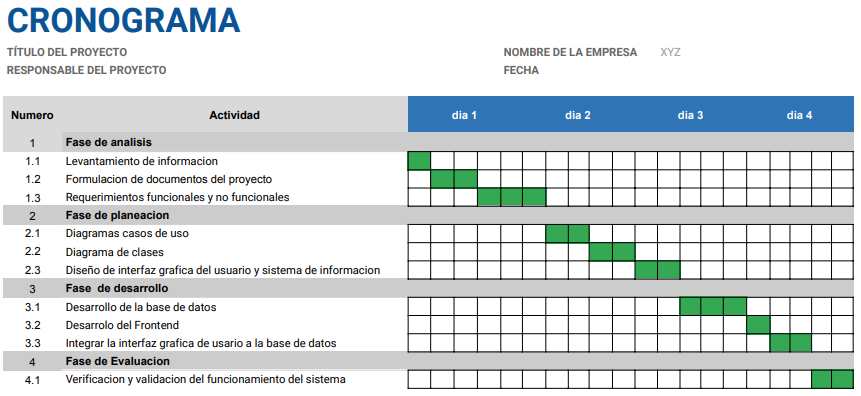 CRONOGRAMA
TÍTULO DEL PROYECTO NOMBRE DE LA EMPRESA XYZ
RESPONSABLE DEL PROYECTO FECHA
Numero Actividad dia 1 dia 2 dia 3 dia 4
1 Fase de analisis
1.1 Levantamiento de informacion
1.2 Formulacion de documentos del proyecto
1.3 Requerimientos funcionales y no funcionales
2 Fase de planeacion
2.1 Diagramas casos de uso
2.2 Diagrama de clases
2.3 Diseño de interfaz grafica del usuario y sistema de informacion
3 Fase de desarrollo
3.1 Desarrollo de la base de datos
3.2 Desarrolo del Frontend
3.3 Integrar la interfaz grafica de usario a la base de datos
4 Fase de Evaluacion
4.1 Verificacion y validacion del funcionamiento del sistema